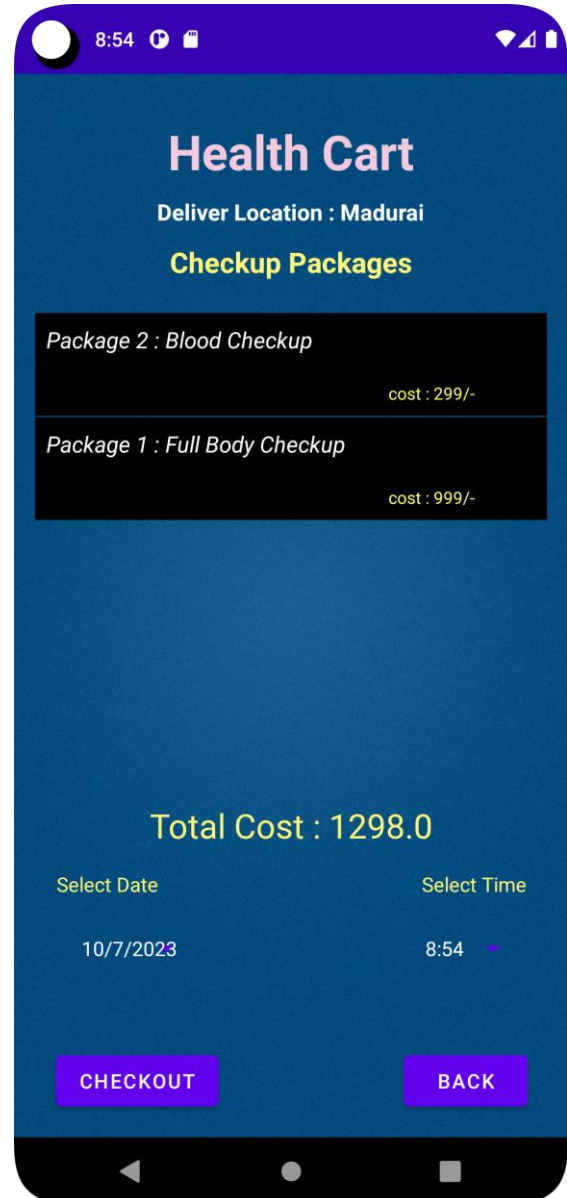 8:54
Health Cart
Deliver Location : Madurai
Checkup Packages
Package 2 : Blood Checkup
cost : 299/-
Package 1 : Full Body Checkup
cost : 999/-
Total Cost : 1298.0
Select Date Select Time
10/7/2023 8:54
CHECKOUT BACK